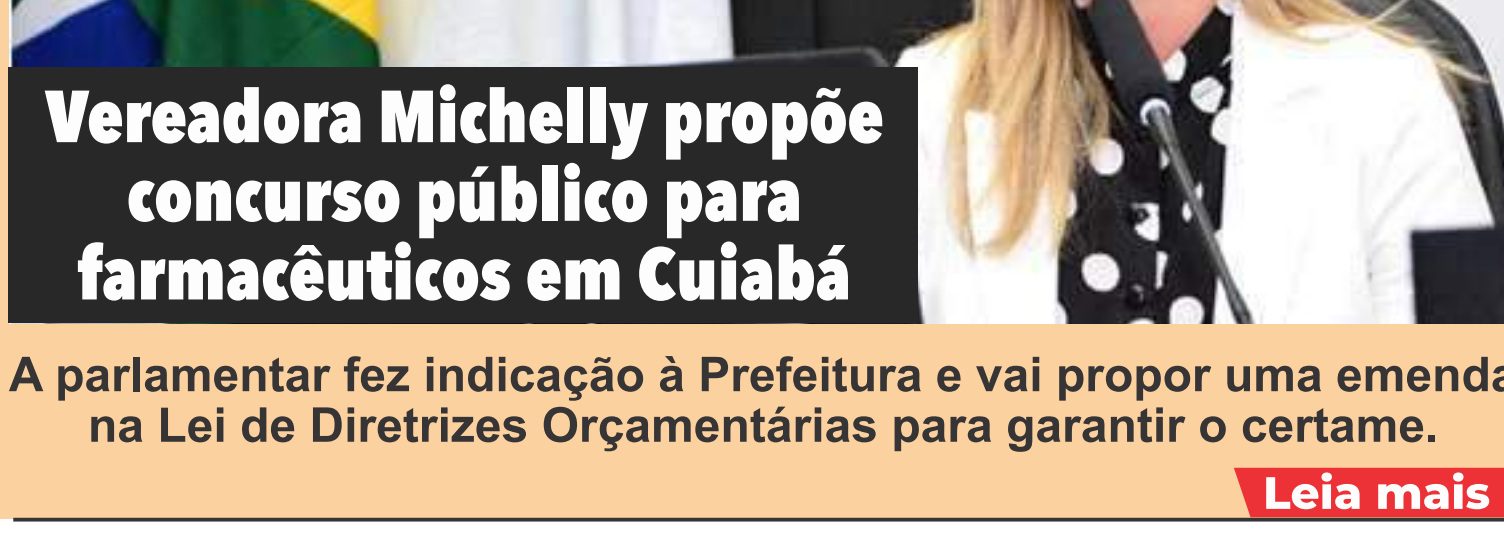 Vereadora Michelly propõe
concurso público para
farmacêuticos em Cuiabá
A parlamentar fez indicação à Prefeitura e vai propor uma emenda
na Lei de Diretrizes Orçamentárias para garantir o certame.
Leia mais